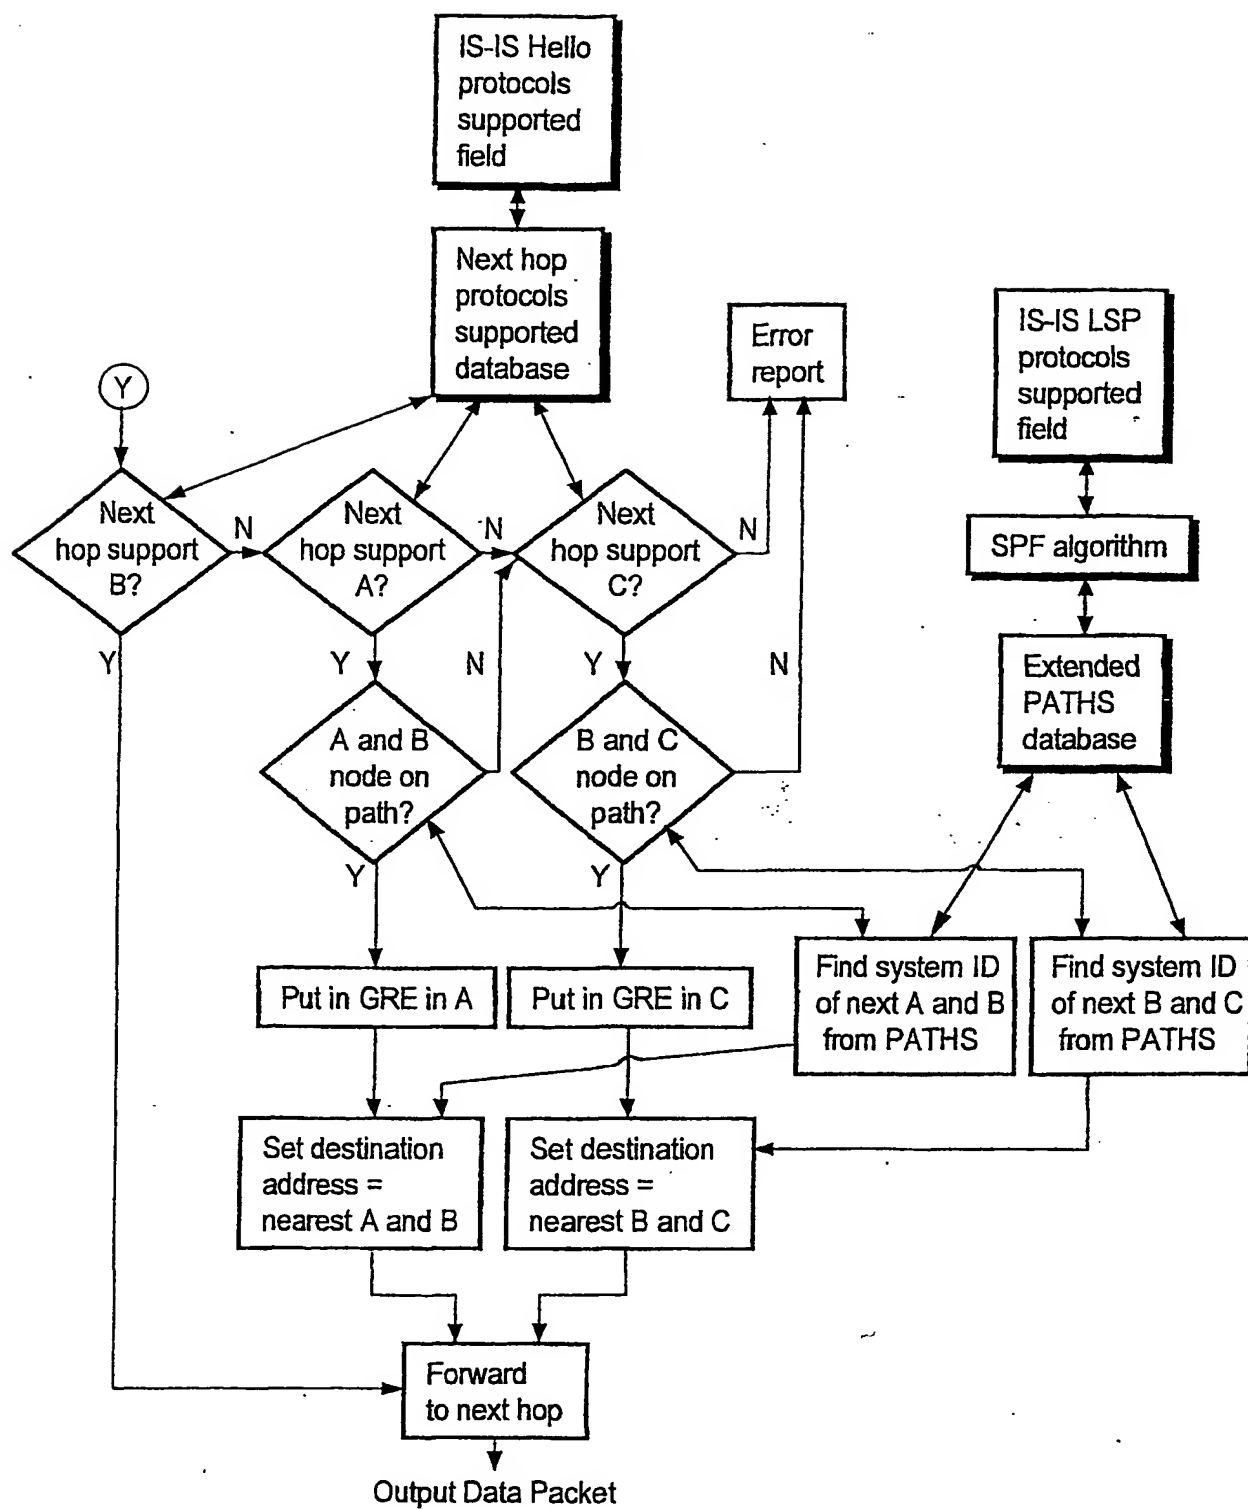 IS-IS Hello
protocols
supported
field
Next hop
protocols
supported
database
Error
report
IS-IS LSP
protocols
supported
field
Y
Next
hop support
B?
N
Next
hop support
A?
N
Next
hop support
C?
N
SPF algorithm
Y
Y
N
Y
N
Extended
PATHS
database
A and B
node on
path?
B and C
node on
path?
Y
Y
Put in GRE in A
Put in GRE in C
Find system ID
of next A and B
from PATHS
Find system ID
of next B and C
from PATHS
Set destination
address =
nearest A and B
Set destination
address =
nearest B and C
Forward
to next hop
Output Data Packet